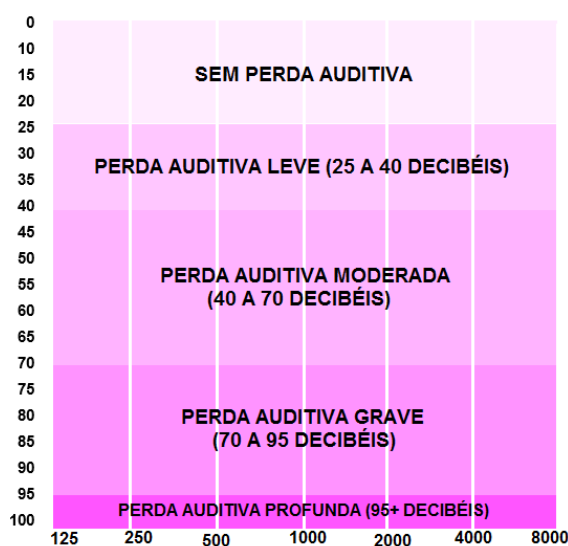 0
10
15
20
25
30
35
40
45
50
55
60
65
70
75
80
85
90
95
100
SEM PERDA AUDITIVA
PERDA AUDITIVA LEVE (25 A 40 DECIBÉIS)
PERDA AUDITIVA MODERADA
(40 A 70 DECIBÉIS)
PERDA AUDITIVA GRAVE
(70 A 95 DECIBÉIS)
PERDA AUDITIVA PROFUNDA (95+ DECIBÉIS)
125 250 500 1000 2000 4000 8000